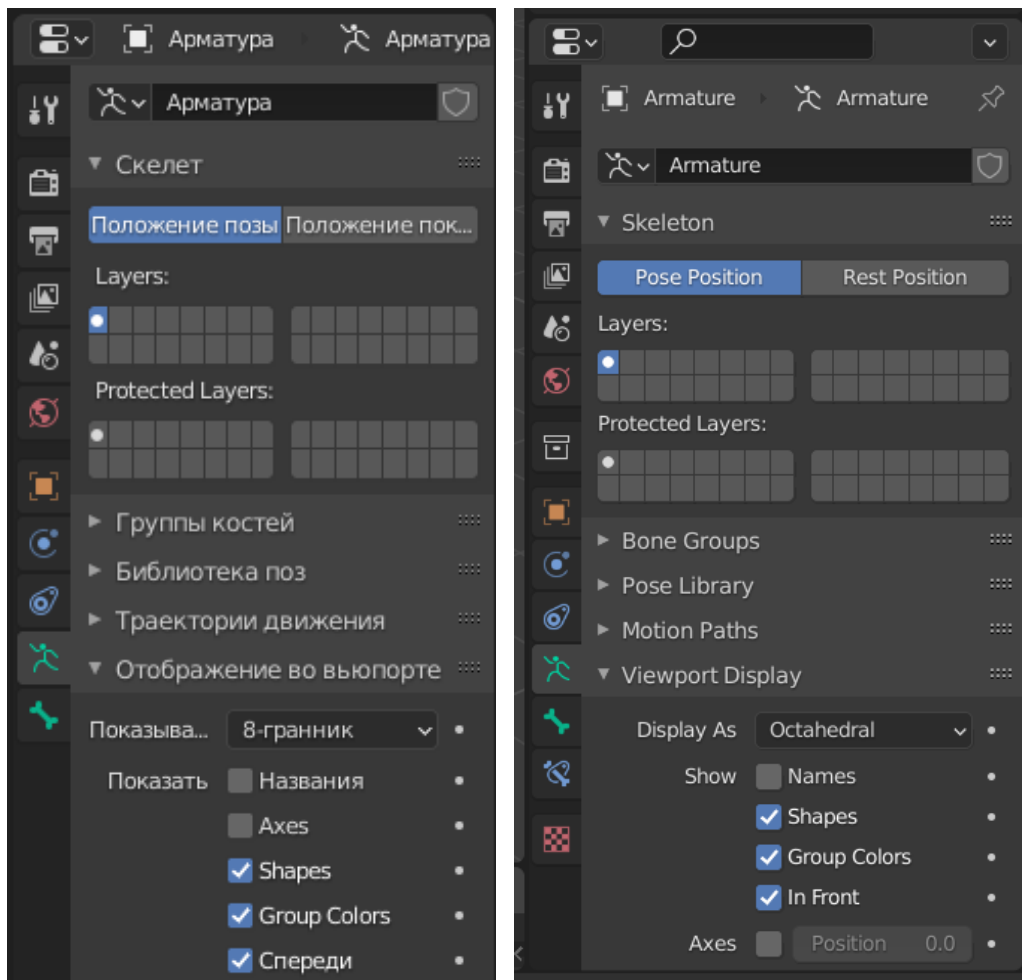 Арматура Арматура
Арматура
Скелет
Положение позы Положение пок...
Layers:
Protected Layers:
Группы костей
Библиотека поз
Траектории движения
Отображение во вьюпорте
Показыва... 8-гранник
Показать Названия
Axes
Shapes
Group Colors
Спереди
Armature Armature
Armature
Skeleton
Pose Position Rest Position
Layers:
Protected Layers:
Bone Groups
Pose Library
Motion Paths
Viewport Display
Display As Octahedral
Show Names
Shapes
Group Colors
In Front
Axes Position 0.0